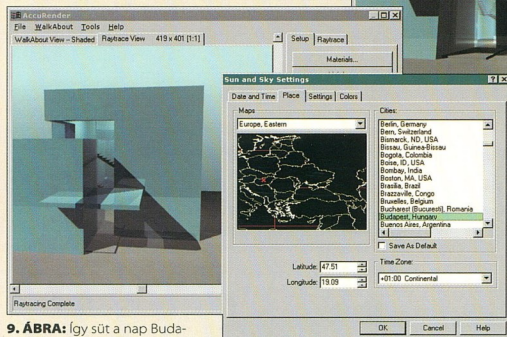 AccuRender
File WalkAbout Tools Help
WalkAbout View – Shaded Raytrace View 419 x 401 [1:1]
Setup Raytrace
Materials...
Raytracing Complete
Sun and Sky Settings
Date and Time Place Settings Colors
Maps
Europe, Eastern
Latitude: 47.51
Longitude: 19.09
Cities:
Berlin, Germany
Bern, Switzerland
Bismarck, ND, USA
Bissau, Guinea-Bissau
Bogota, Colombia
Boise, ID, USA
Bombay, India
Boston, MA, USA
Brasilia, Brazil
Brazzaville, Congo
Bruxelles, Belgium
Bucharest (Bucuresti), Romania
Budapest, Hungary
Buenos Aires, Argentina
Save As Default
Time Zone:
+01:00 Continental
OK Cancel Help
9. ÁBRA: Így süt a nap Buda-